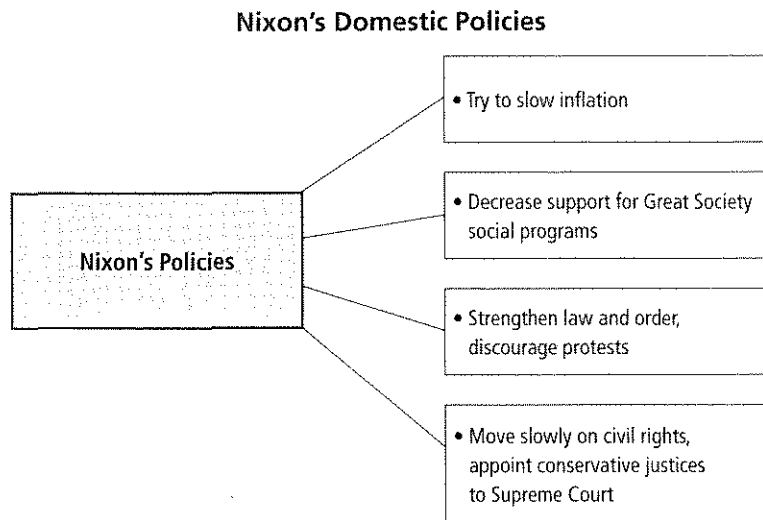 Nixon's Domestic Policies
Nixon's Policies
• Try to slow inflation
• Decrease support for Great Society
social programs
• Strengthen law and order,
discourage protests
• Move slowly on civil rights,
appoint conservative justices
to Supreme Court